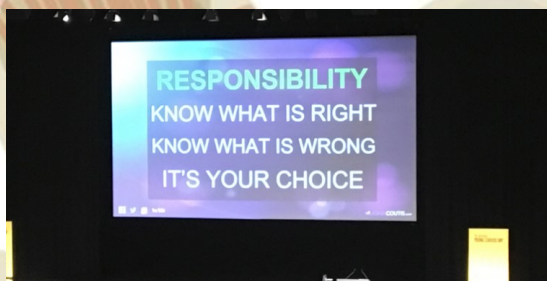 RESPONSIBILITY
KNOW WHAT IS RIGHT
KNOW WHAT IS WRONG
IT'S YOUR CHOICE